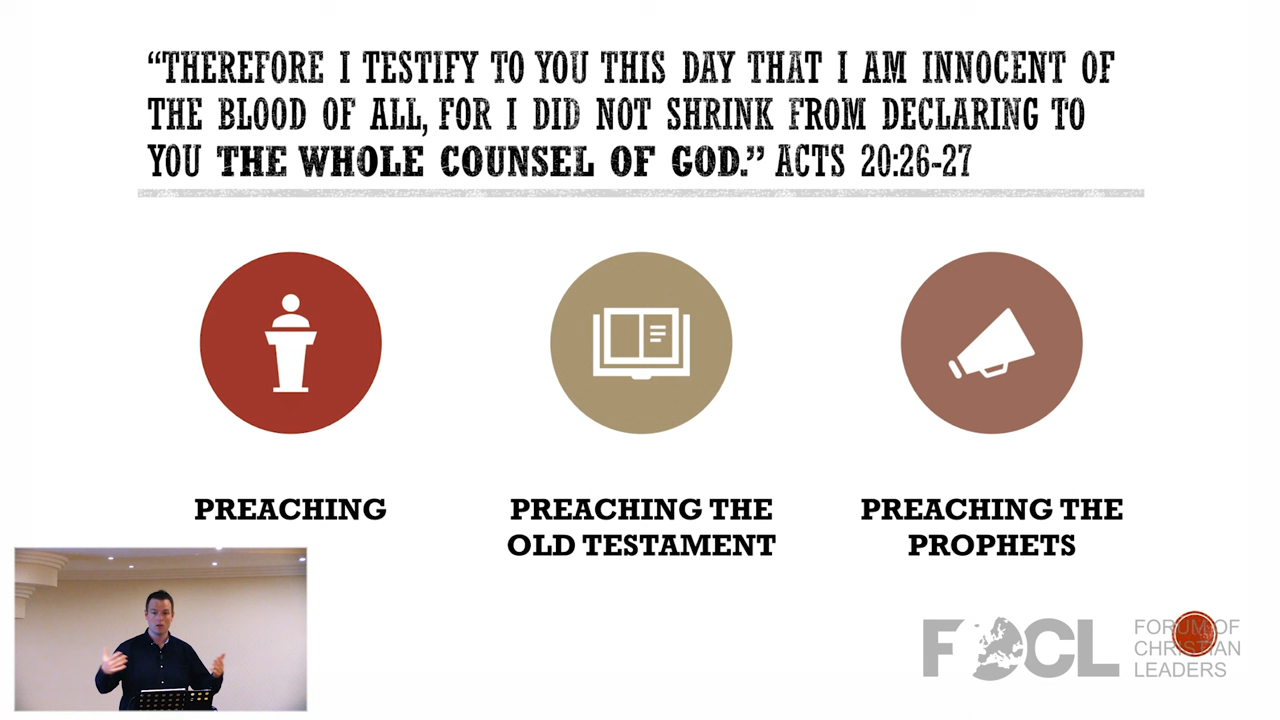 “THEREFORE I TESTIFY TO YOU THIS DAY THAT I AM INNOCENT OF
THE BLOOD OF ALL, FOR I DID NOT SHRINK FROM DECLARING TO
YOU THE WHOLE COUNSEL OF GOD.” ACTS 20:26-27
PREACHING
PREACHING THE
OLD TESTAMENT
PREACHING THE
PROPHETS
FOCL
FORUM OF
CHRISTIAN
LEADERS